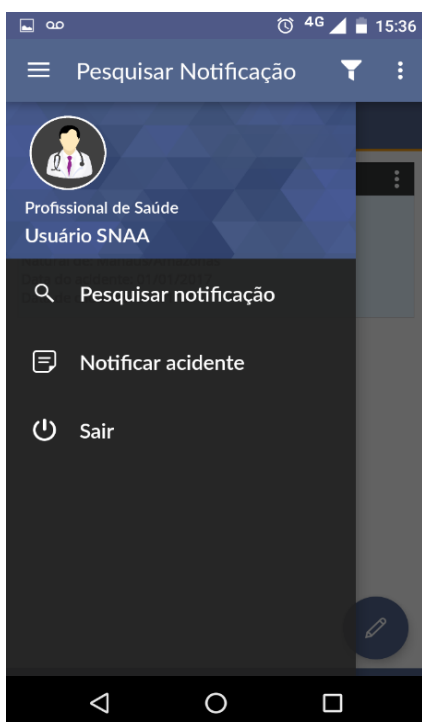 4G 15:36
Pesquisar Notificação
Profissional de Saúde
Usuário SNAA
Pesquisar notificação
Notificar acidente
Sair